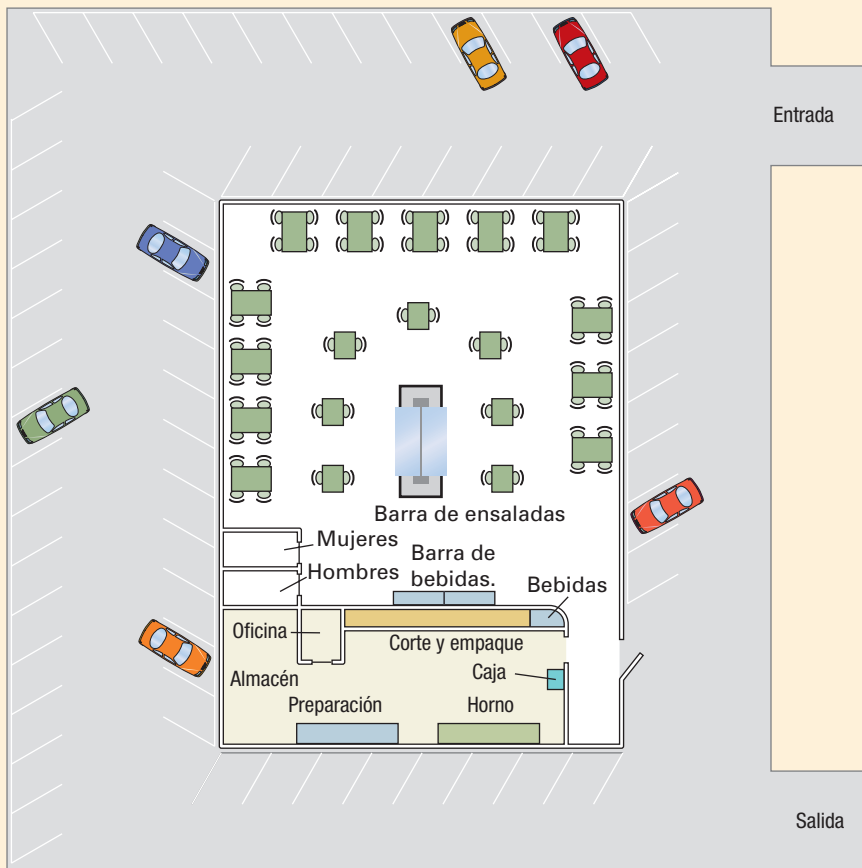 Entrada
Barra de ensaladas
Mujeres
Barra de
bebidas.
Hombres
Bebidas
Oficina
Corte y empaque
Almacén
Caja
Preparación
Horno
Salida